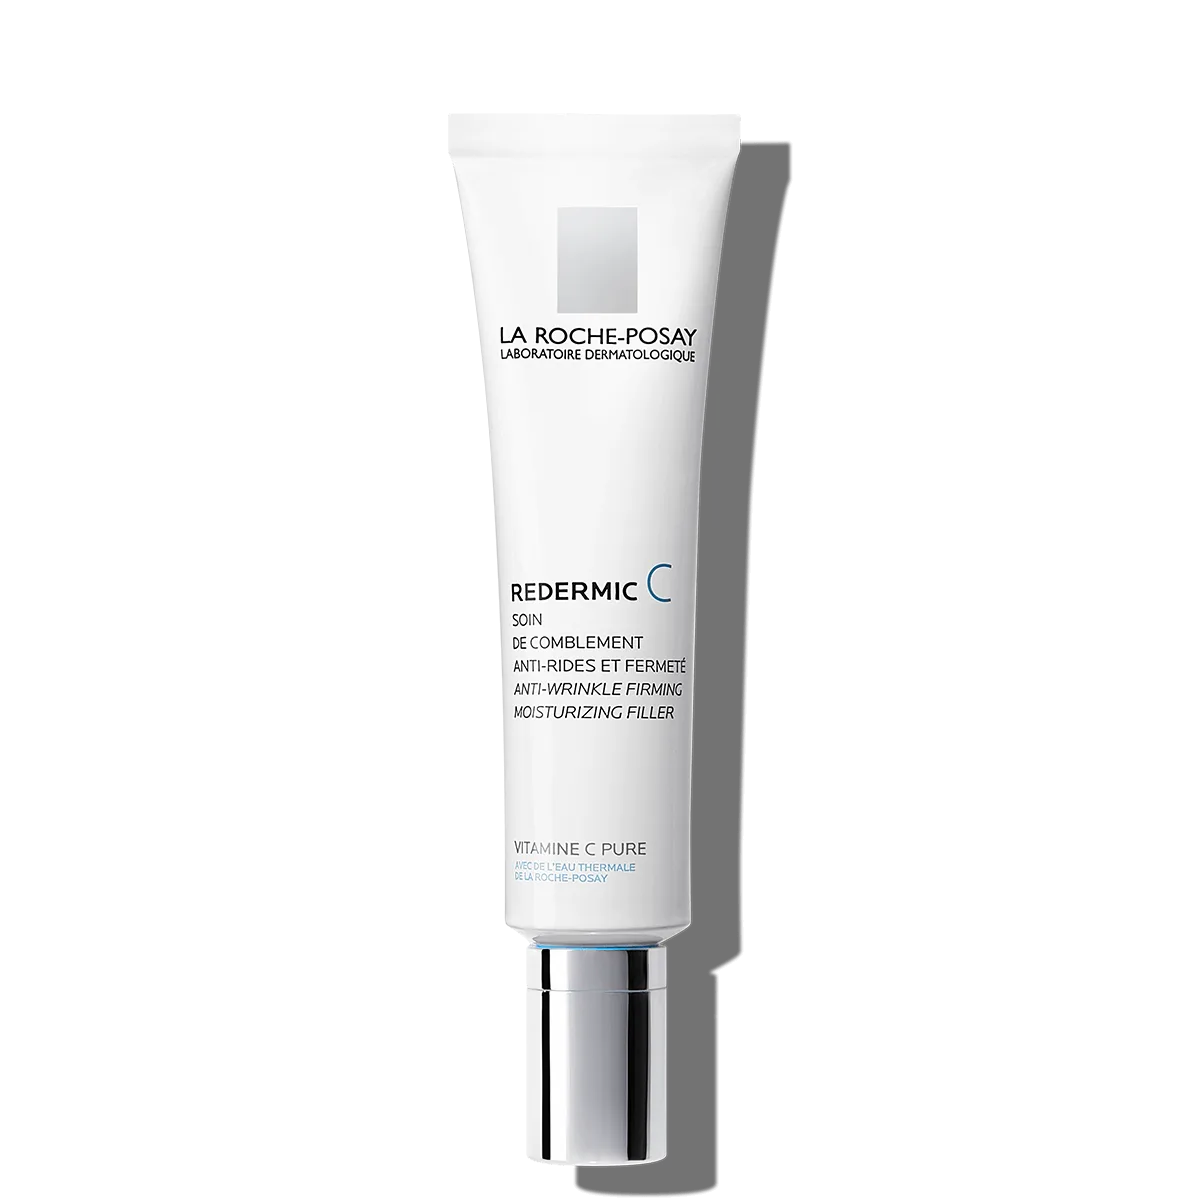 LA ROCHE-POSAY
LABORATOIRE DERMATOLOGIQUE
REDERMIC C
SOIN
DE COMBLEMENT
ANTI-RIDES ET FERMETÉ
ANTI-WRINKLE FIRMING
MOISTURIZING FILLER
VITAMINE C PURE
AVEC DE L'EAU THERMALE
DE LA ROCHE-POSAY